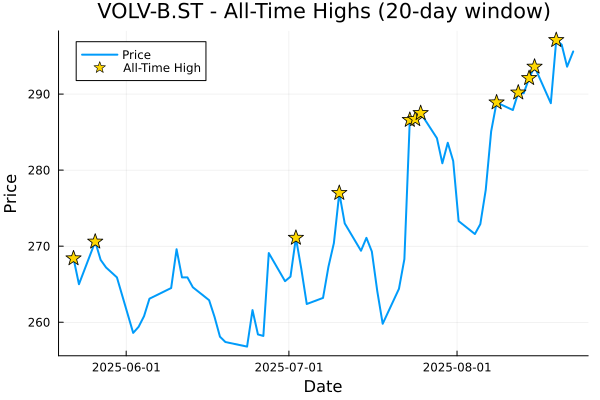 VOLV-B.ST - All-Time Highs (20-day window)
Price
All-Time High
290
280
270
260
Price
2025-06-01
2025-07-01
2025-08-01
Date